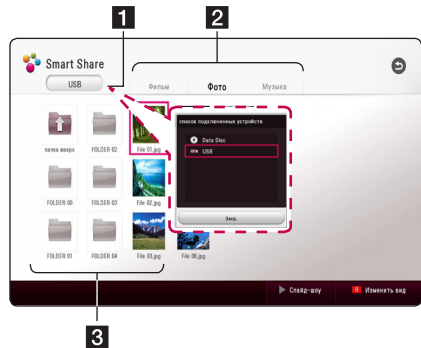 1
2
Smart Share
USB
Фильм
Фото
Музыка
список подключенных устройств
Data Disc
USB
Закр.
папка вверх
FOLDER 02
File 01.jpg
FOLDER 00
FOLDER 03
File 02.jpg
FOLDER 01
FOLDER 04
File 03.jpg
File 06.jpg
Слайд-шоу
R Изменить вид
3